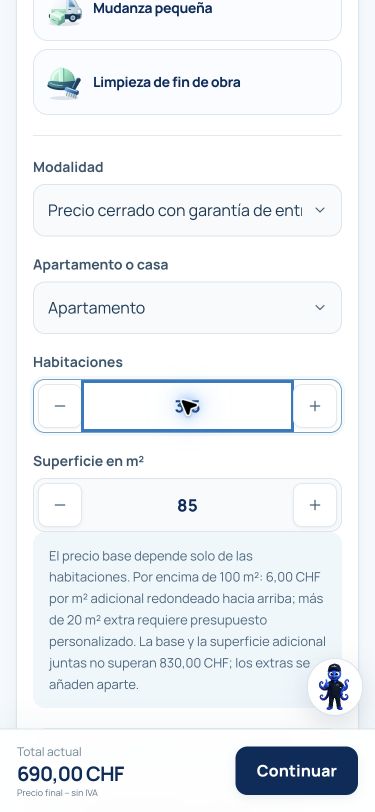 Mudanza pequeña
Limpieza de fin de obra
Modalidad
Precio cerrado con garantía de entr
Apartamento o casa
Apartamento
Habitaciones
Superficie en m²
85
El precio base depende solo de las
habitaciones. Por encima de 100 m²: 6,00 CHF
por m² adicional redondeado hacia arriba; más
de 20 m² extra requiere presupuesto
personalizado. La base y la superficie adicional
juntas no superan 830,00 CHF; los extras se
añaden aparte.
Total actual
690,00 CHF
Precio final – sin IVA
Continuar